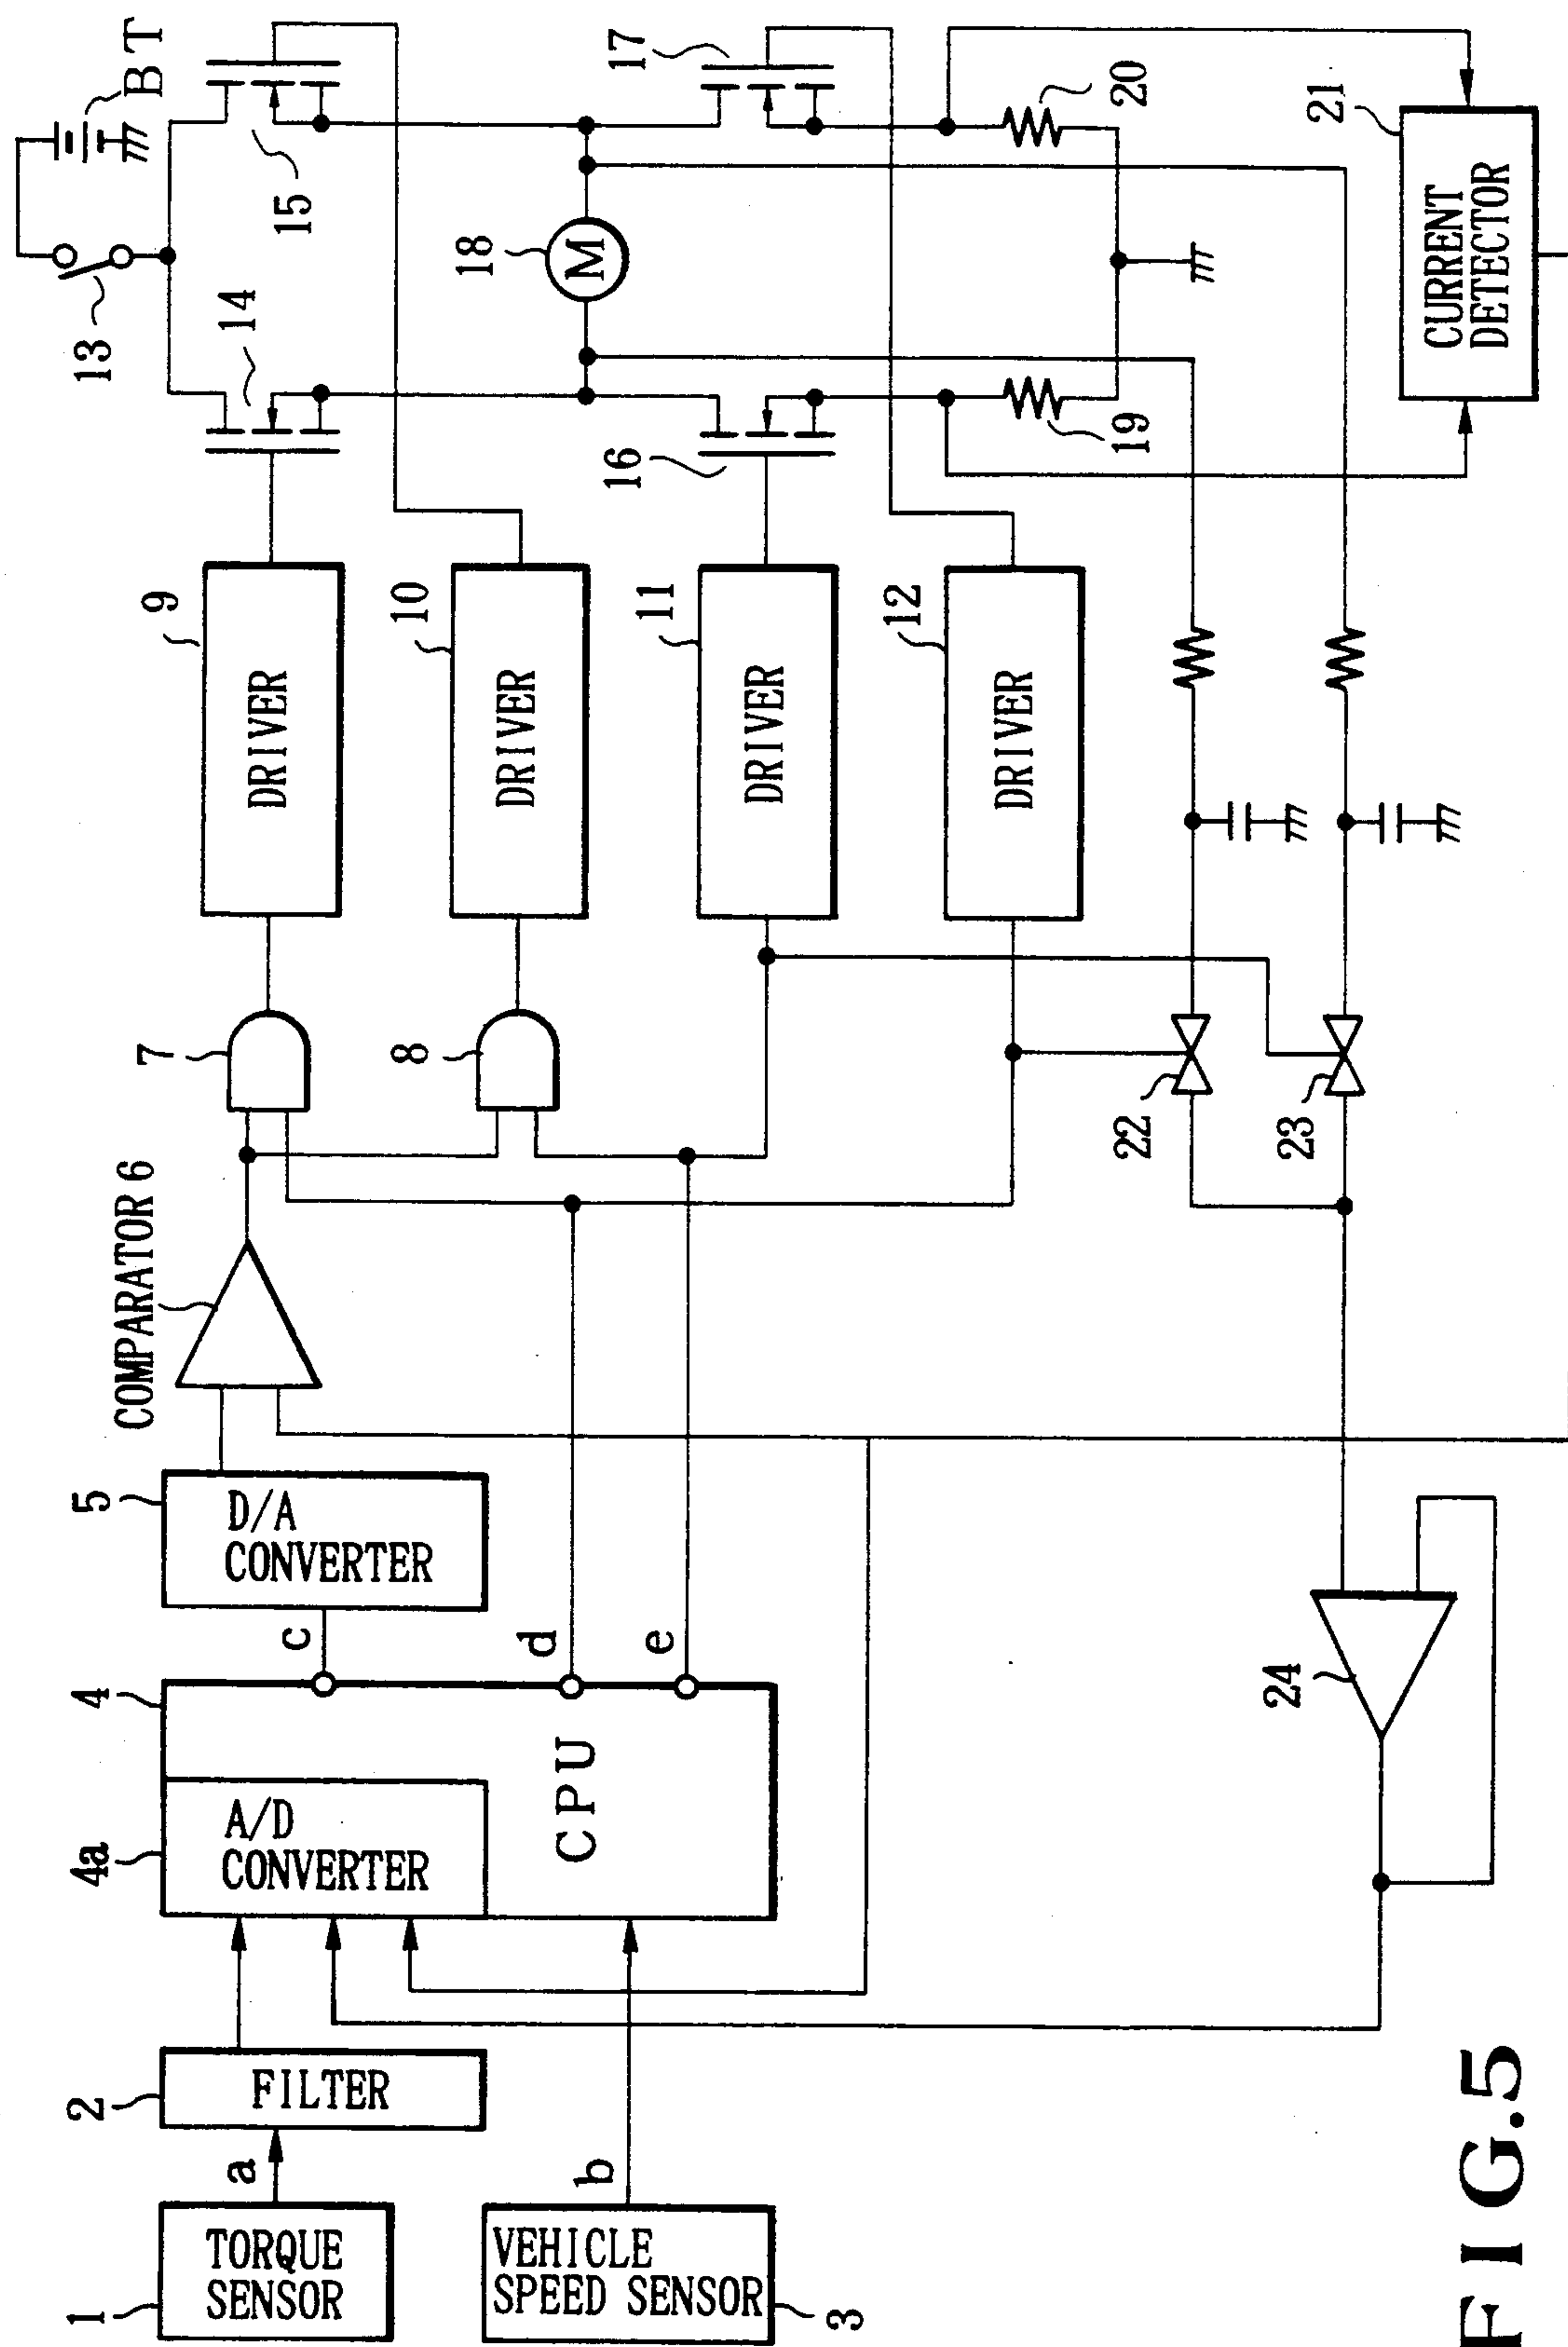 1
TORQUE
SENSOR
a
2
FILTER
VEHICLE
SPEED SENSOR
3
b
4a
A/D
CONVERTER
4
CPU
c
d
e
5
D/A
CONVERTER
COMPARATOR 6
7
8
9
DRIVER
10
DRIVER
11
DRIVER
12
DRIVER
13
BT
14
15
16
17
18
M
19
20
21
CURRENT
DETECTOR
22
23
24
FIG.5